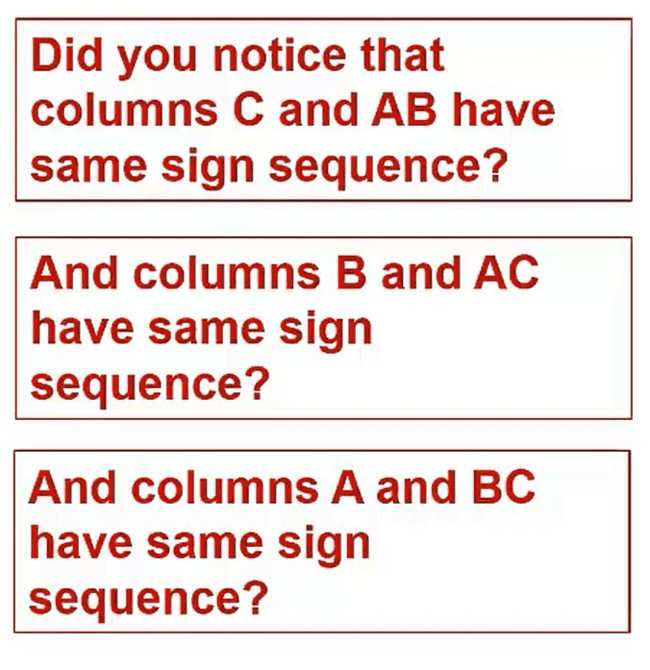 Did you notice that
columns C and AB have
same sign sequence?
And columns B and AC
have same sign
sequence?
And columns A and BC
have same sign
sequence?